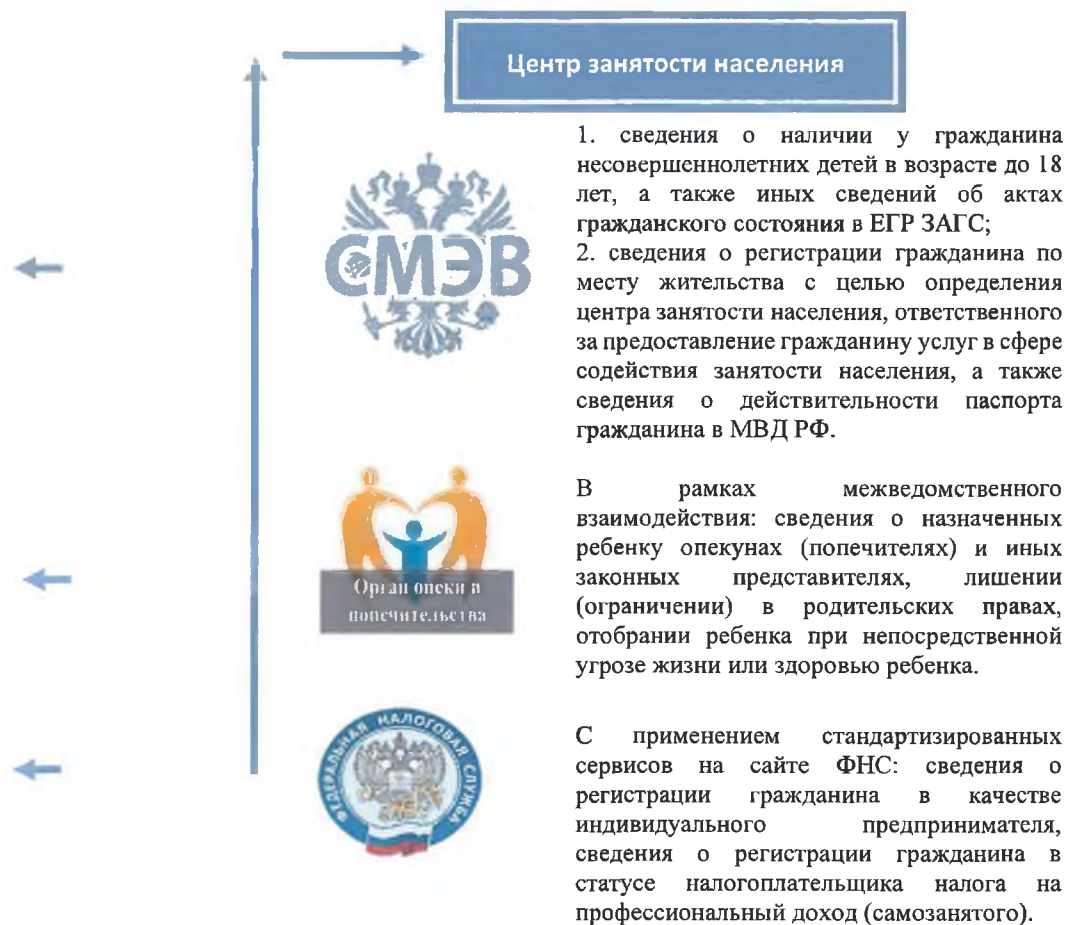 Центр занятости населения
1. сведения о наличии у гражданина
несовершеннолетних детей в возрасте до 18
лет, а также иных сведений об актах
гражданского состояния в ЕГР ЗАГС;
2. сведения о регистрации гражданина по
месту жительства с целью определения
центра занятости населения, ответственного
за предоставление гражданину услуг в сфере
содействия занятости населения, а также
сведения о действительности паспорта
гражданина в МВД РФ.
СМЭВ
В рамках межведомственного
взаимодействия: сведения о назначенных
ребенку опекунах (попечителях) и иных
законных представителях, лишении
(ограничении) в родительских правах,
отобрании ребенка при непосредственной
угрозе жизни или здоровью ребенка.
Орган опеки и
попечительства
С применением стандартизированных
сервисов на сайте ФНС: сведения о
регистрации гражданина в качестве
индивидуального предпринимателя,
сведения о регистрации гражданина в
статусе налогоплательщика налога на
профессиональный доход (самозанятого).
ФЕДЕРАЛЬНАЯ НАЛОГОВАЯ СЛУЖБА